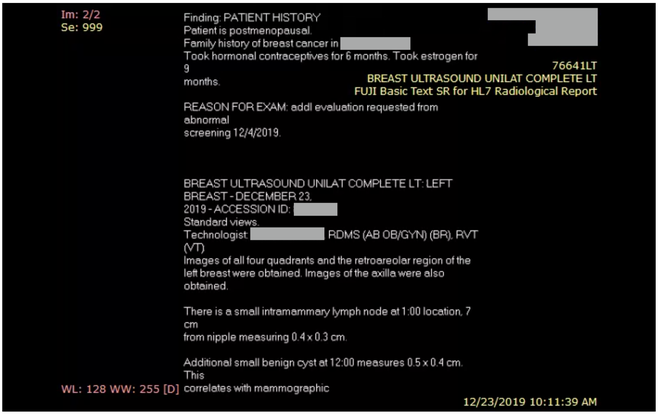 Im: 2/2
Se: 999
Finding: PATIENT HISTORY
Patient is postmenopausal.
Family history of breast cancer in
Took hormonal contraceptives for 6 months. Took estrogen for
9
months.
76641LT
BREAST ULTRASOUND UNILAT COMPLETE LT
FUJI Basic Text SR for HL7 Radiological Report
REASON FOR EXAM: addl evaluation requested from
abnormal
screening 12/4/2019.
BREAST ULTRASOUND UNILAT COMPLETE LT: LEFT
BREAST - DECEMBER 23,
2019 - ACCESSION ID:
Standard views.
Technologist: RDMS (AB OB/GYN) (BR), RVT
(VT)
Images of all four quadrants and the retroareolar region of the
left breast were obtained. Images of the axilla were also
obtained.
There is a small intramammary lymph node at 1:00 location, 7
cm
from nipple measuring 0.4 x 0.3 cm.
Additional small benign cyst at 12:00 measures 0.5 x 0.4 cm.
This
correlates with mammographic
WL: 128 WW: 255 [D]
12/23/2019 10:11:39 AM